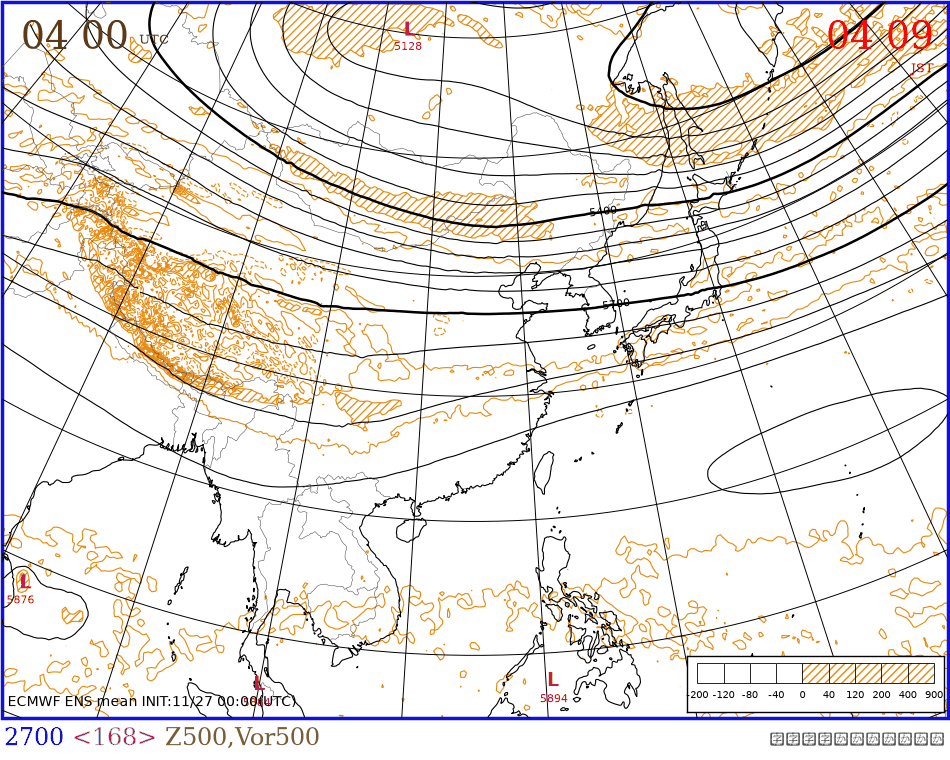 04 00 UTC
04 09 JST
L
5128
5400
5700
L
5876
L
5894
L
ECMWF ENS mean INIT:11/27 00:00(UTC)
-200 -120 -80 -40 0 40 120 200 400 900
2700 <168> Z500,Vor500